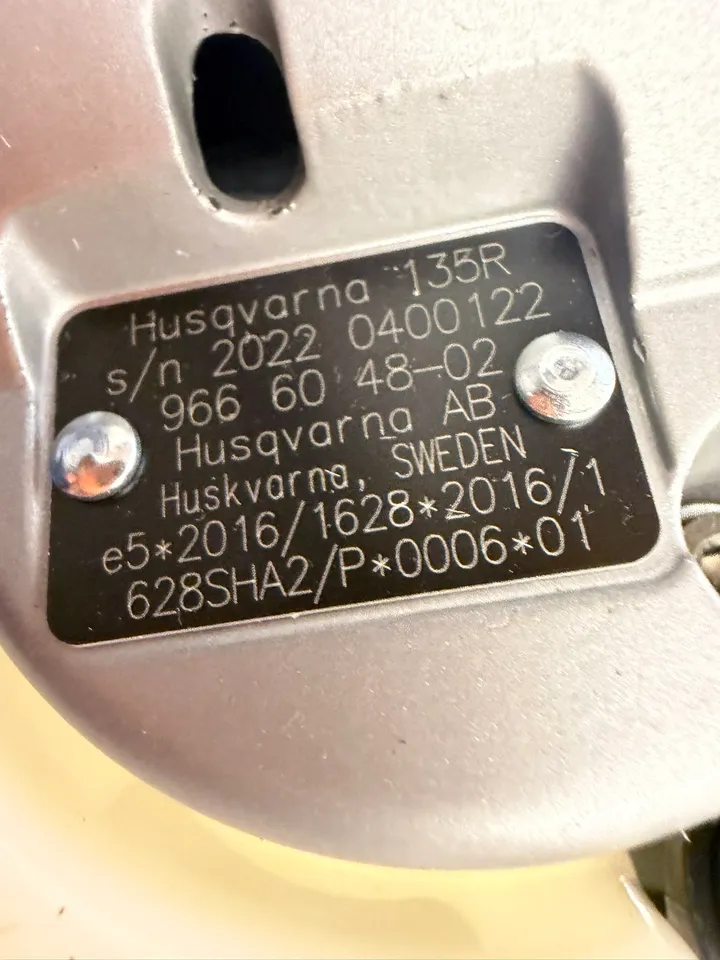 Husqvarna 135R
s/n 2022 0400122
966 60 48-02
Husqvarna AB
Huskvarna, SWEDEN
e5*2016/1628*2016/1
628SHA2/P*0006*01